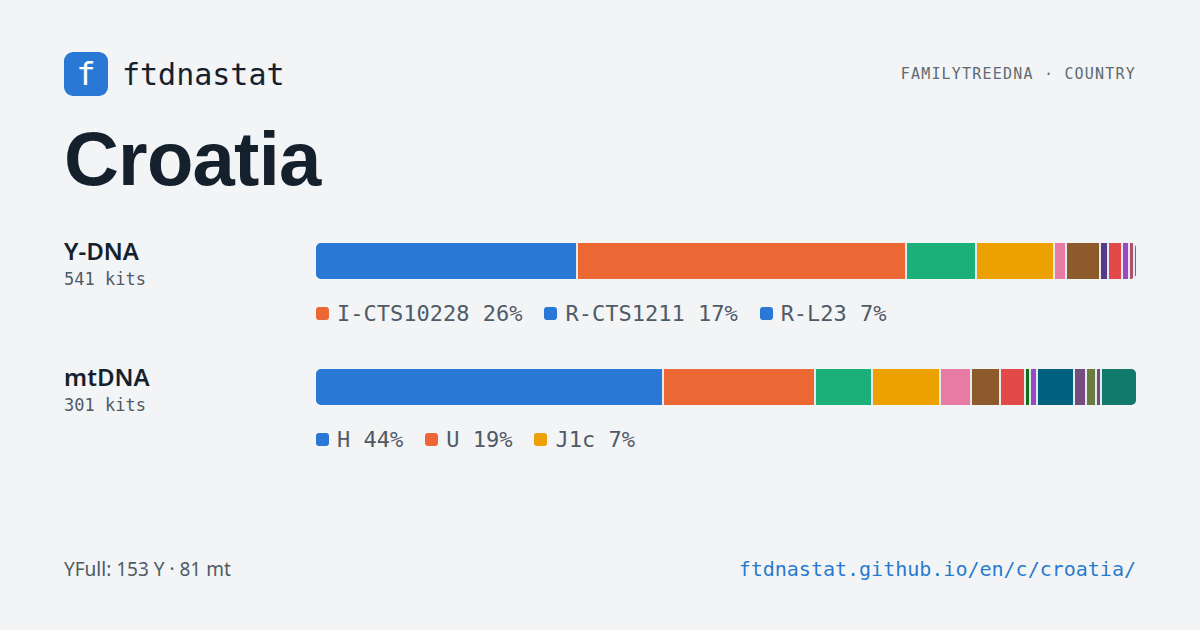 f ftdnastat
FAMILYTREEDNA · COUNTRY
Croatia
Y-DNA
541 kits
I-CTS10228 26% R-CTS1211 17% R-L23 7%
mtDNA
301 kits
H 44% U 19% J1c 7%
YFull: 153 Y · 81 mt
ftdnastat.github.io/en/c/croatia/